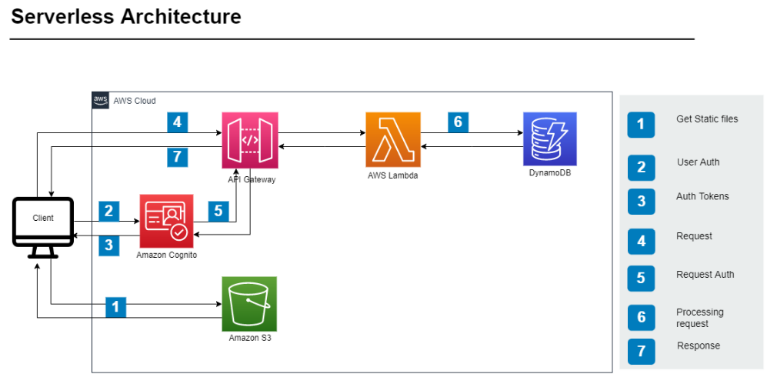 Serverless Architecture
aws
AWS Cloud
4
6
7
API Gateway
AWS Lambda
DynamoDB
Client
2
5
3
Amazon Cognito
1
Amazon S3
1 Get Static files
2 User Auth
3 Auth Tokens
4 Request
5 Request Auth
6 Processing
request
7 Response